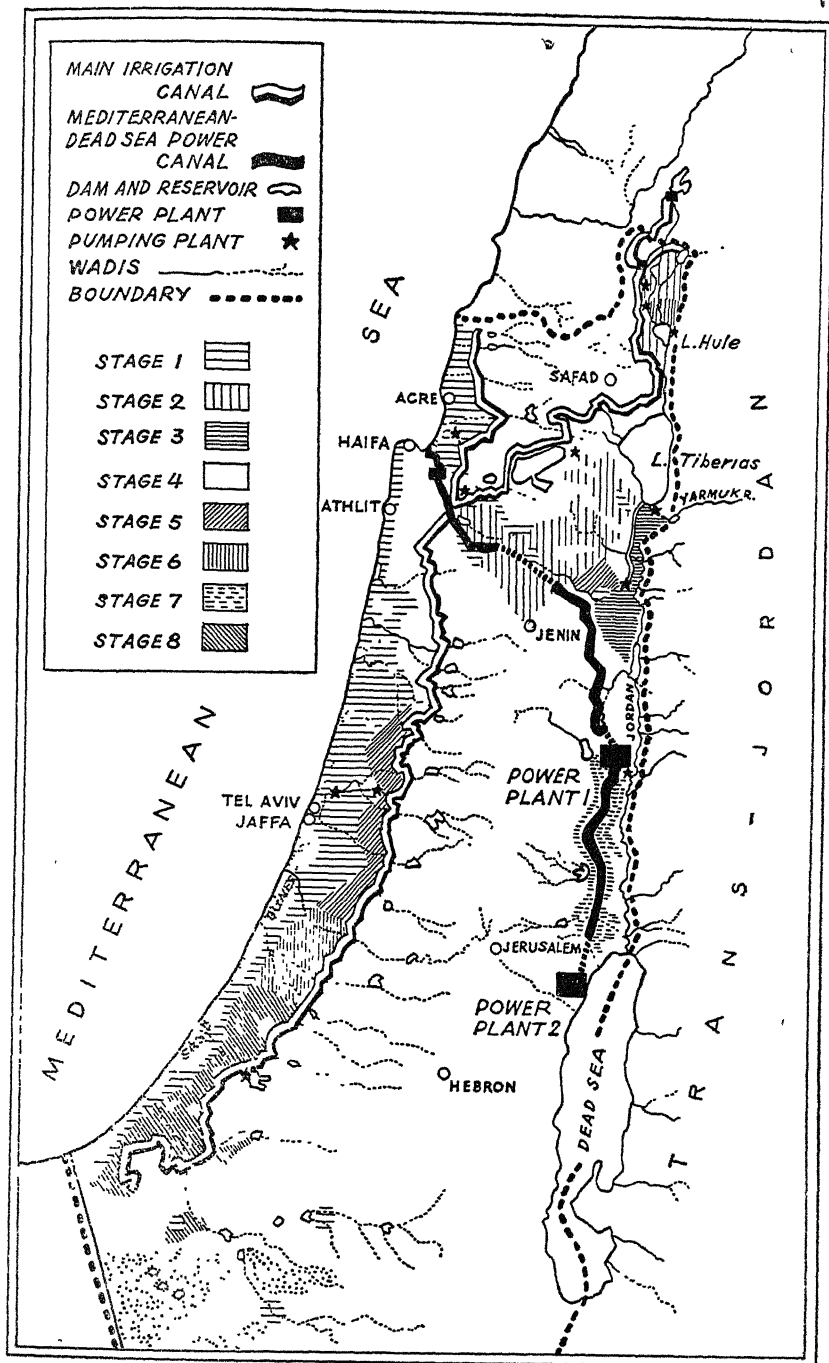 MAIN IRRIGATION
CANAL
MEDITERRANEAN-
DEAD SEA POWER
CANAL
DAM AND RESERVOIR
POWER PLANT
PUMPING PLANT
WADIS
BOUNDARY
STAGE 1
STAGE 2
STAGE 3
STAGE 4
STAGE 5
STAGE 6
STAGE 7
STAGE 8
MEDITERRANEAN SEA
L. Hule
SAFAD
ACRE
HAIFA
L. Tiberias
YARMUK R.
ATHLIT
JENIN
JORDAN
POWER
PLANT 1
TEL AVIV
JAFFA
DUNES
JERUSALEM
POWER
PLANT 2
HEBRON
DEAD SEA
TRANS-JORDAN